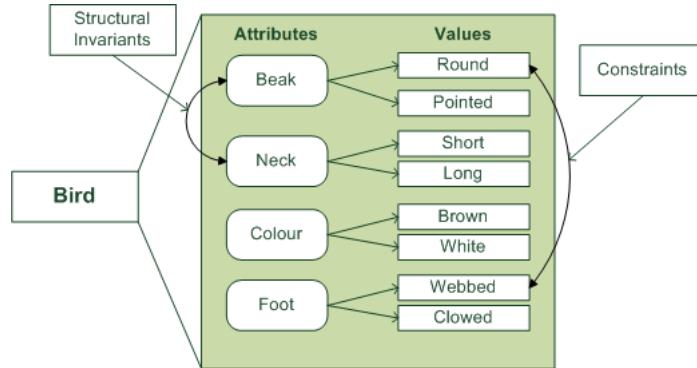 Structural
Invariants
Attributes
Values
Constraints
Beak
Round
Pointed
Neck
Short
Long
Bird
Colour
Brown
White
Foot
Webbed
Clowed